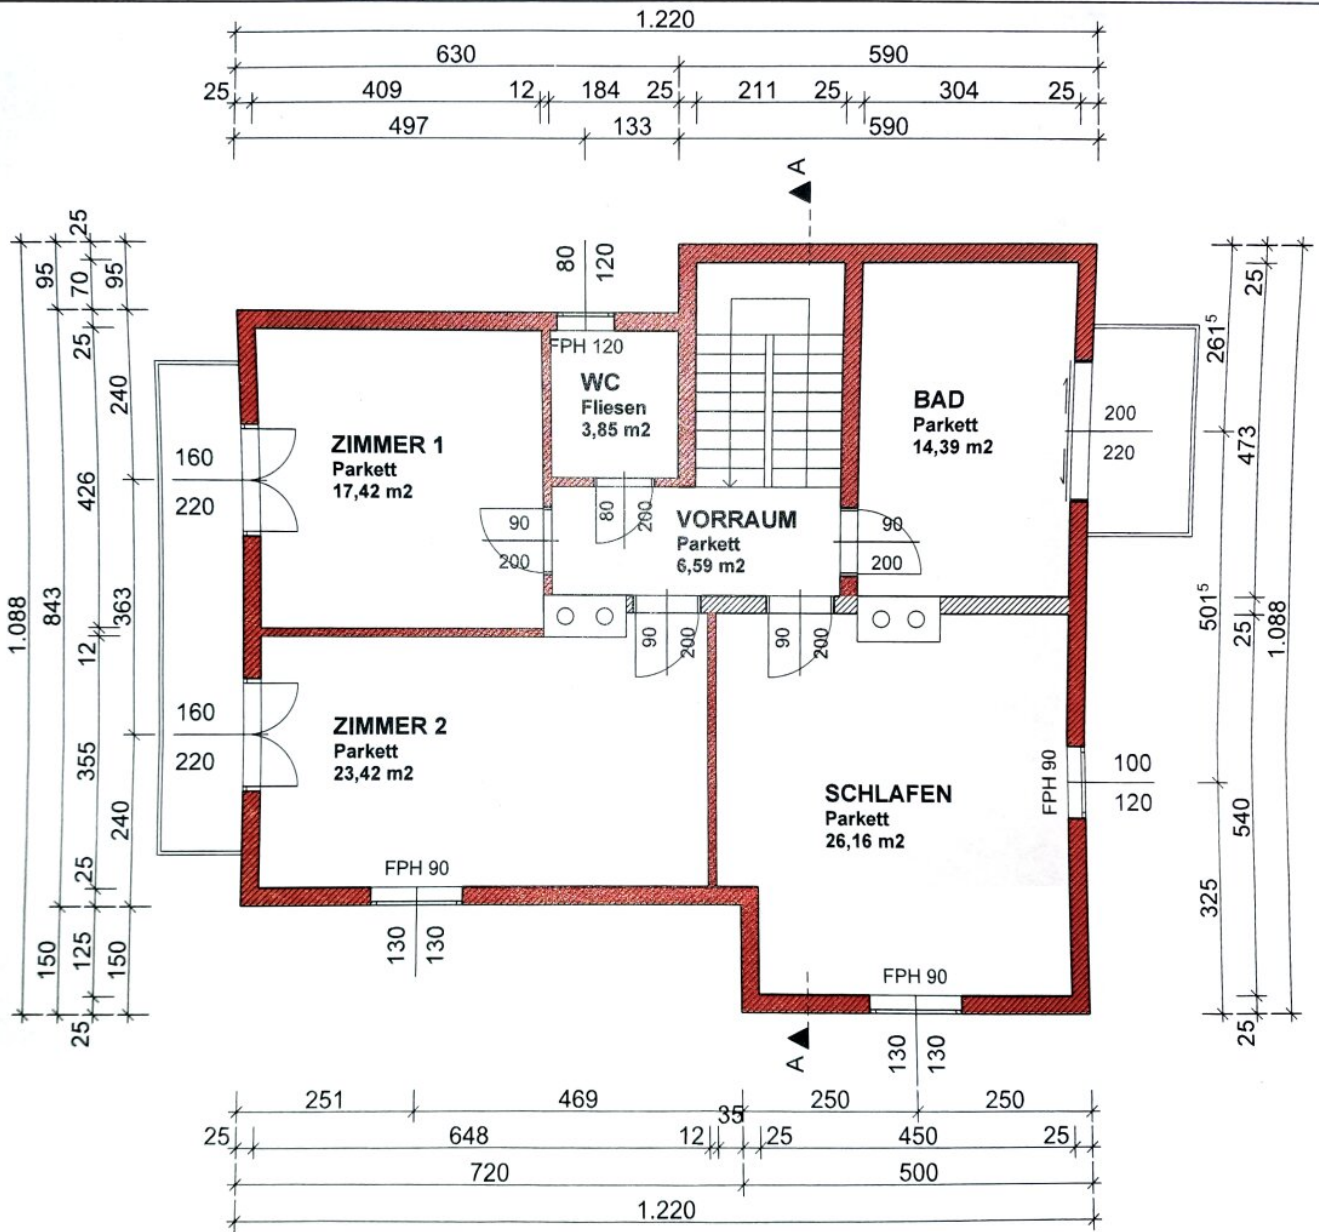 1.220
630 590
25 409 12 184 25 211 25 304 25
497 133 590
A
80
120
25
95 70 95
25
240
426
843
1.088
363
12
355
240
25
150 125 150
25
25
261⁵
473
501⁵
25
1.088
540
325
25
FPH 120
WC
Fliesen
3,85 m2
ZIMMER 1
Parkett
17,42 m2
160
220
BAD
Parkett
14,39 m2
200
220
80
200
VORRAUM
Parkett
6,59 m2
90
200
90
200
90
200
90
200
160
220
ZIMMER 2
Parkett
23,42 m2
SCHLAFEN
Parkett
26,16 m2
FPH 90
100
120
FPH 90
130
130
FPH 90
130
130
A
251 469 35 250 250
25 648 12 25 450 25
720 500
1.220